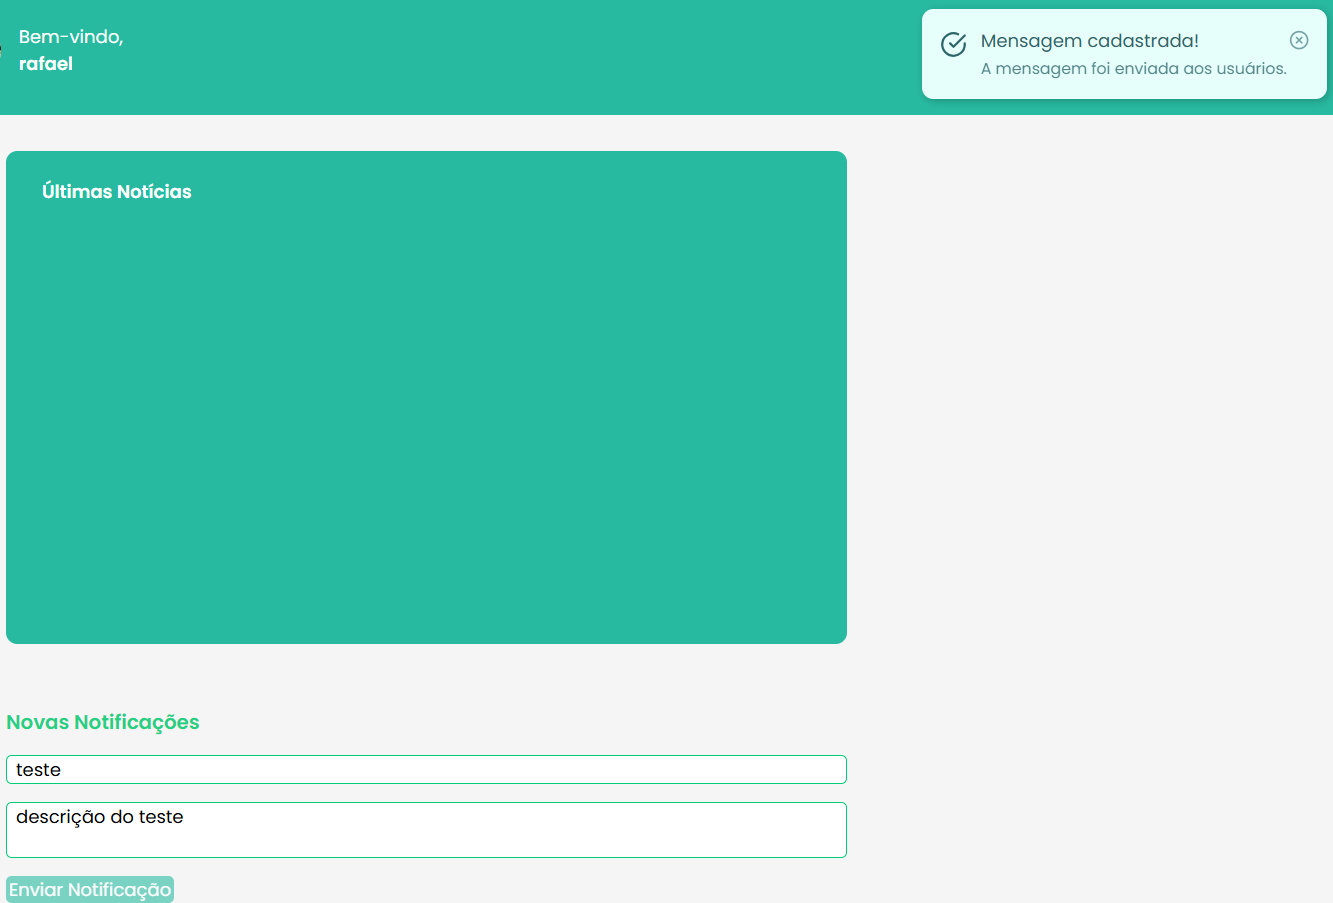 Bem-vindo,
rafael
Mensagem cadastrada!
A mensagem foi enviada aos usuários.
Últimas Notícias
Novas Notificações
teste
descrição do teste
Enviar Notificação